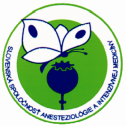 SLOVENSKÁ SPOLOČNOSŤ ANESTEZIOLÓGIE A INTENZÍVNEJ MEDICÍNY